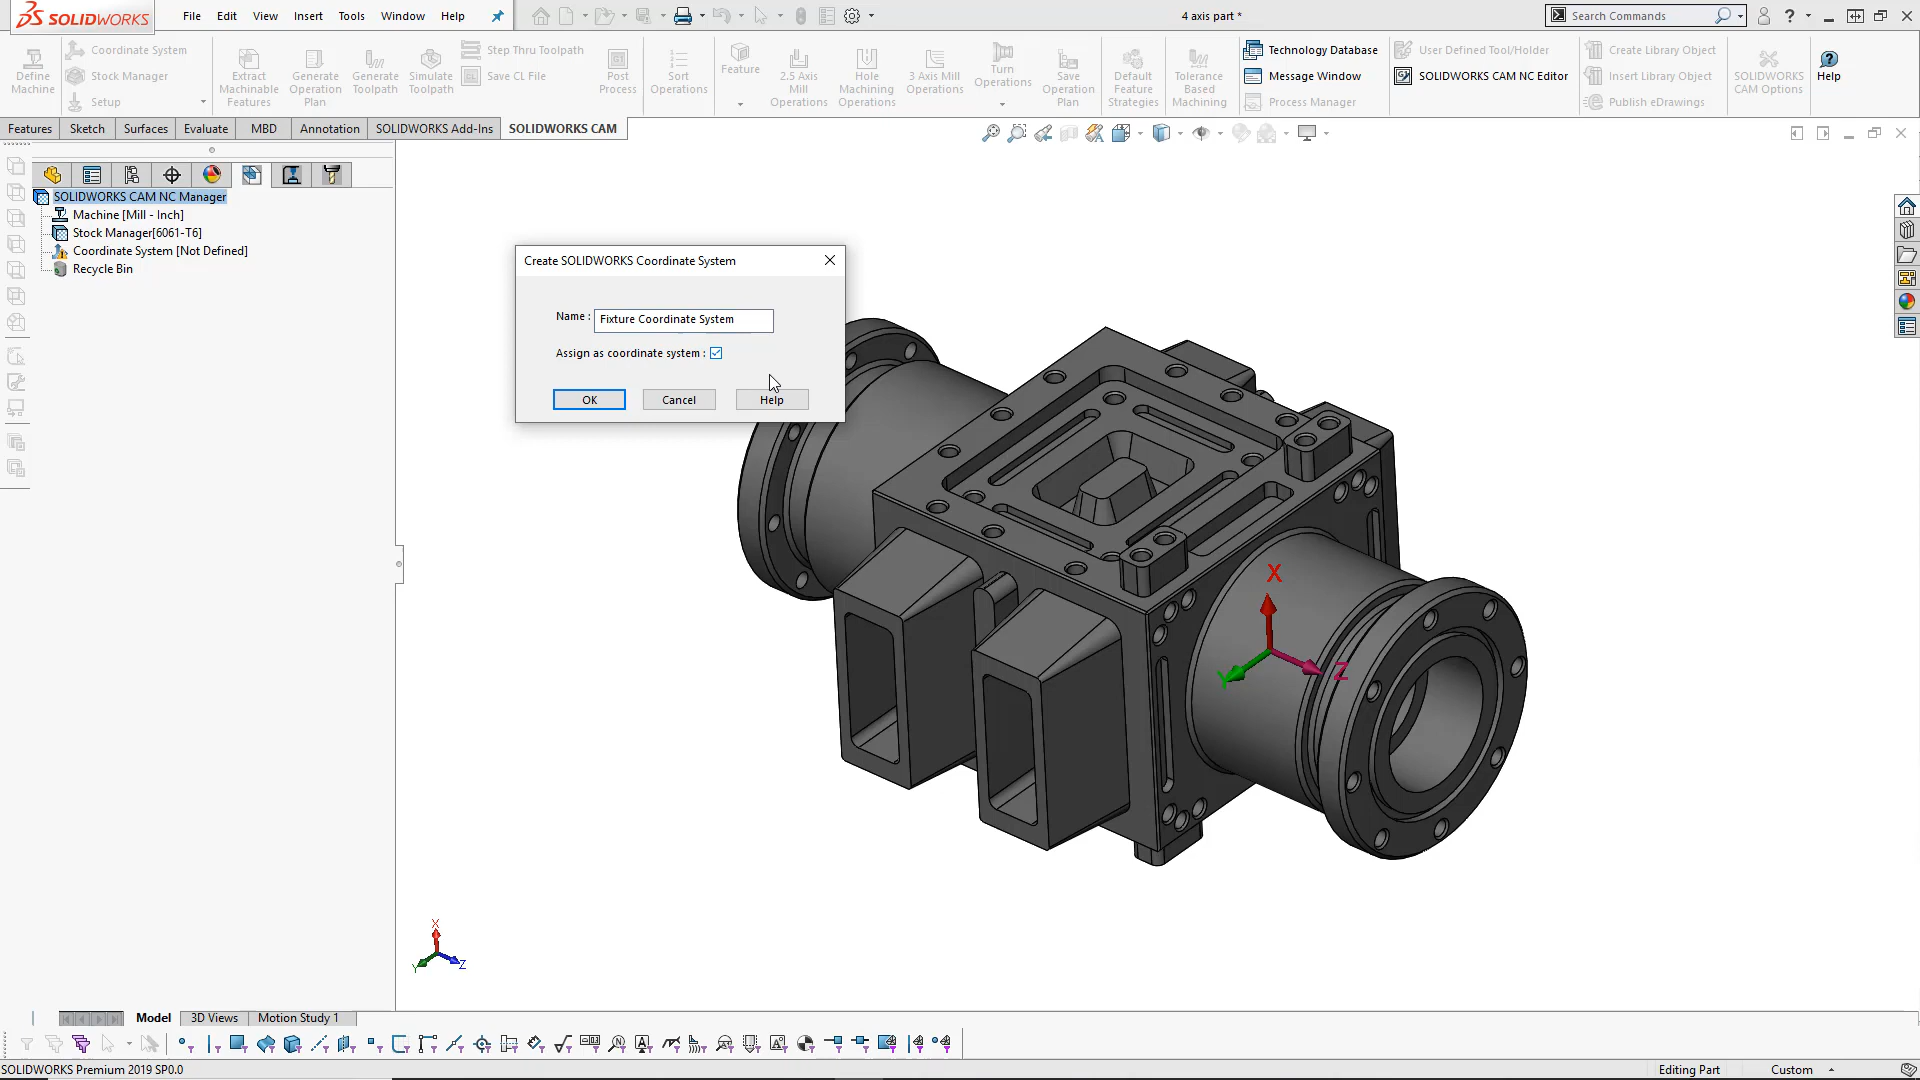 SOLIDWORKS File Edit View Insert Tools Window Help 4 axis part * Search Commands
Define Machine
Coordinate System
Stock Manager
Setup
Extract Machinable Features
Generate Operation Plan
Generate Toolpath
Simulate Toolpath
Step Thru Toolpath
Save CL File
Post Process
Sort Operations
Feature
2.5 Axis Mill Operations
Hole Machining Operations
3 Axis Mill Operations
Turn Operations
Save Operation Plan
Default Feature Strategies
Tolerance Based Machining
Technology Database
Message Window
Process Manager
User Defined Tool/Holder
SOLIDWORKS CAM NC Editor
Create Library Object
Insert Library Object
Publish eDrawings
SOLIDWORKS CAM Options
Help
Features Sketch Surfaces Evaluate MBD Annotation SOLIDWORKS Add-Ins SOLIDWORKS CAM
SOLIDWORKS CAM NC Manager
Machine [Mill - Inch]
Stock Manager[6061-T6]
Coordinate System [Not Defined]
Recycle Bin
Create SOLIDWORKS Coordinate System
Name : Fixture Coordinate System
Assign as coordinate system :
OK Cancel Help
X
Y Z
X
Y Z
Model 3D Views Motion Study 1
SOLIDWORKS Premium 2019 SP0.0 Editing Part Custom